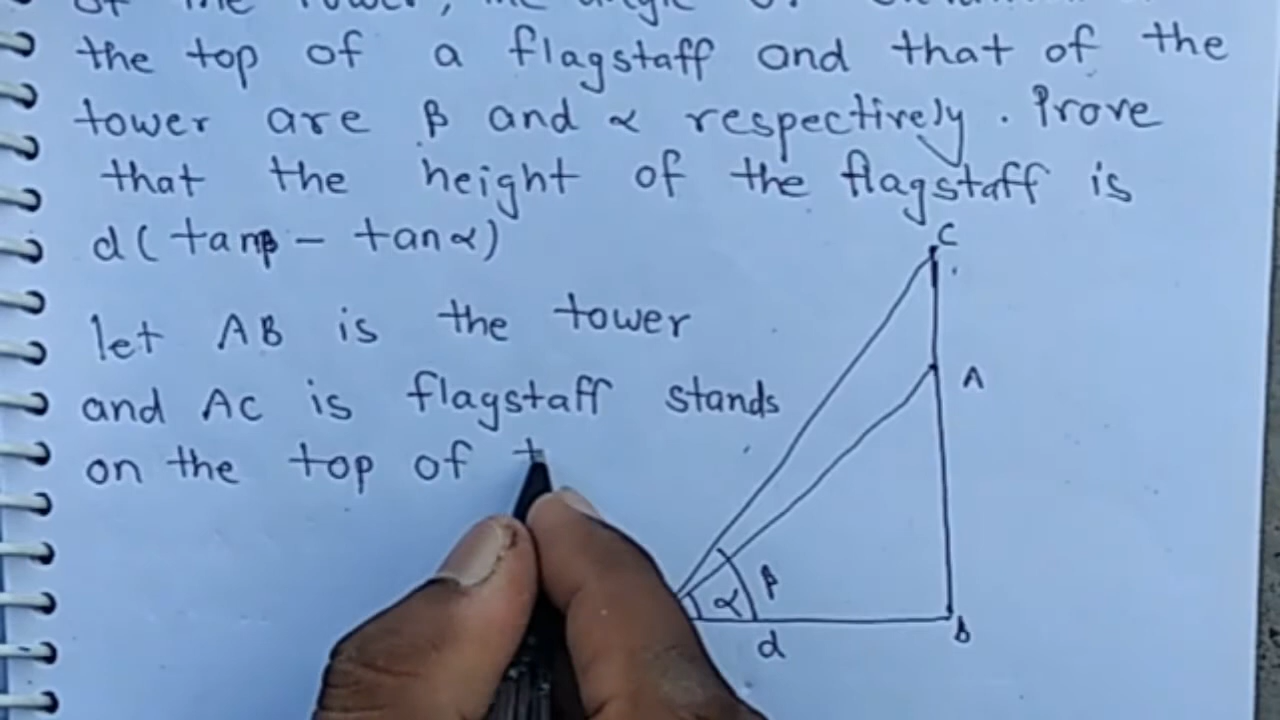 the top of a flagstaff and that of the
tower are β and α respectively. Prove
that the height of the flagstaff is
d(tanβ - tanα)
let AB is the tower
and AC is flagstaff stands
on the top of t
C
A
α
β
d
B